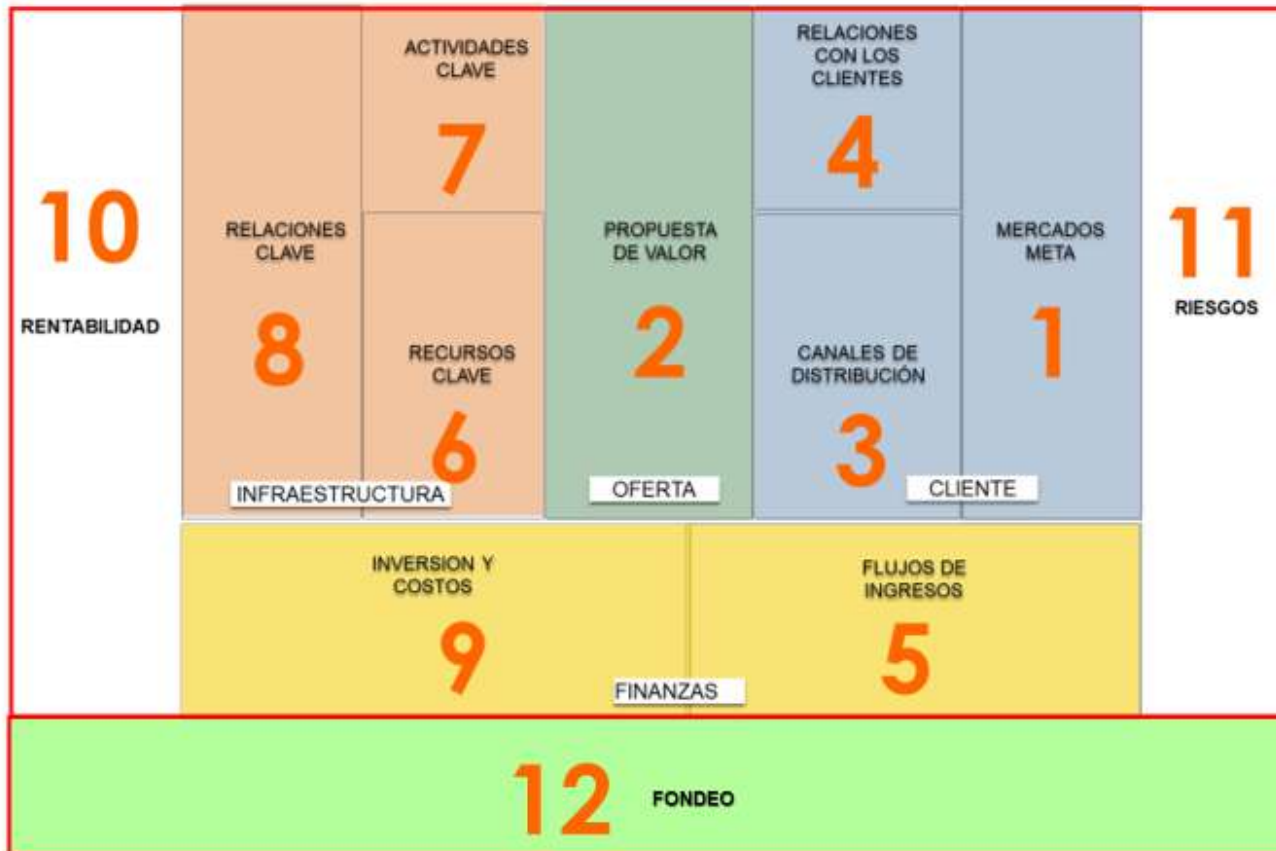 10
RENTABILIDAD
RELACIONES
CLAVE
8
ACTIVIDADES
CLAVE
7
RECURSOS
CLAVE
6
INFRAESTRUCTURA
PROPUESTA
DE VALOR
2
OFERTA
RELACIONES
CON LOS
CLIENTES
4
CANALES DE
DISTRIBUCIÓN
3
MERCADOS
META
1
CLIENTE
11
RIESGOS
INVERSION Y
COSTOS
9
FLUJOS DE
INGRESOS
5
FINANZAS
12
FONDEO